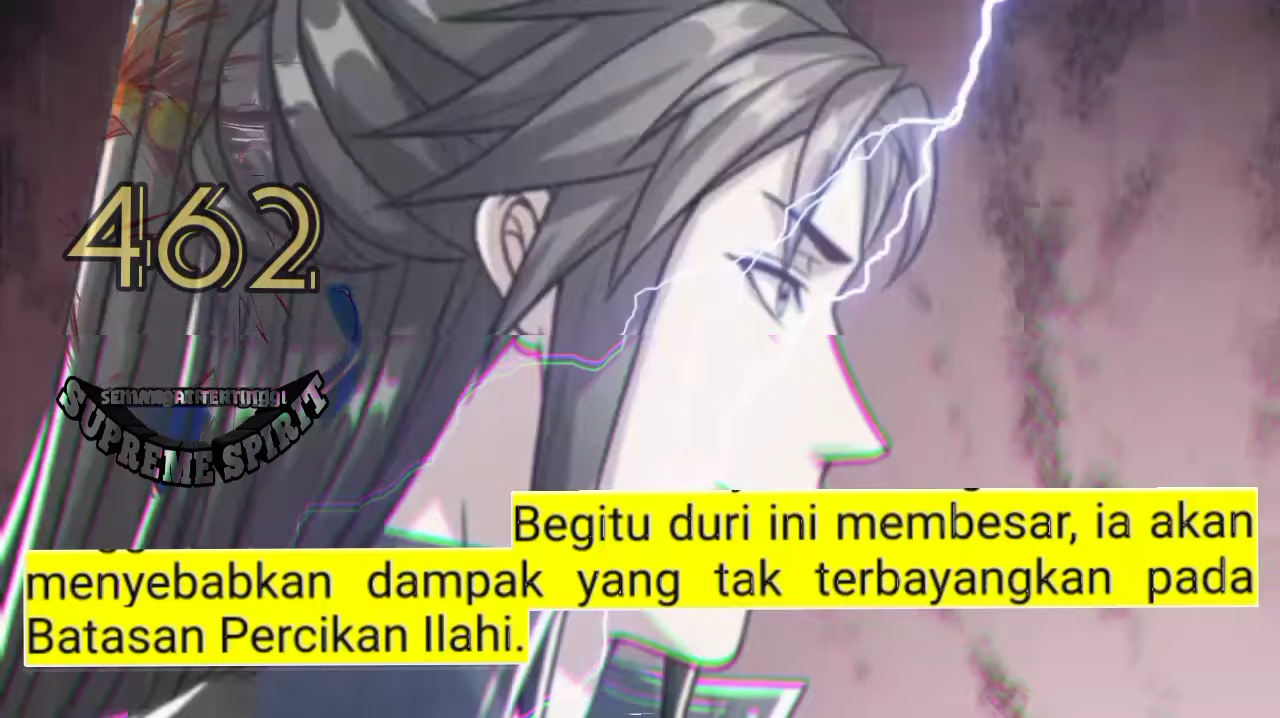 462
SUPREME SPIRIT
Begitu duri ini membesar, ia akan
menyebabkan dampak yang tak terbayangkan pada
Batasan Percikan Ilahi.